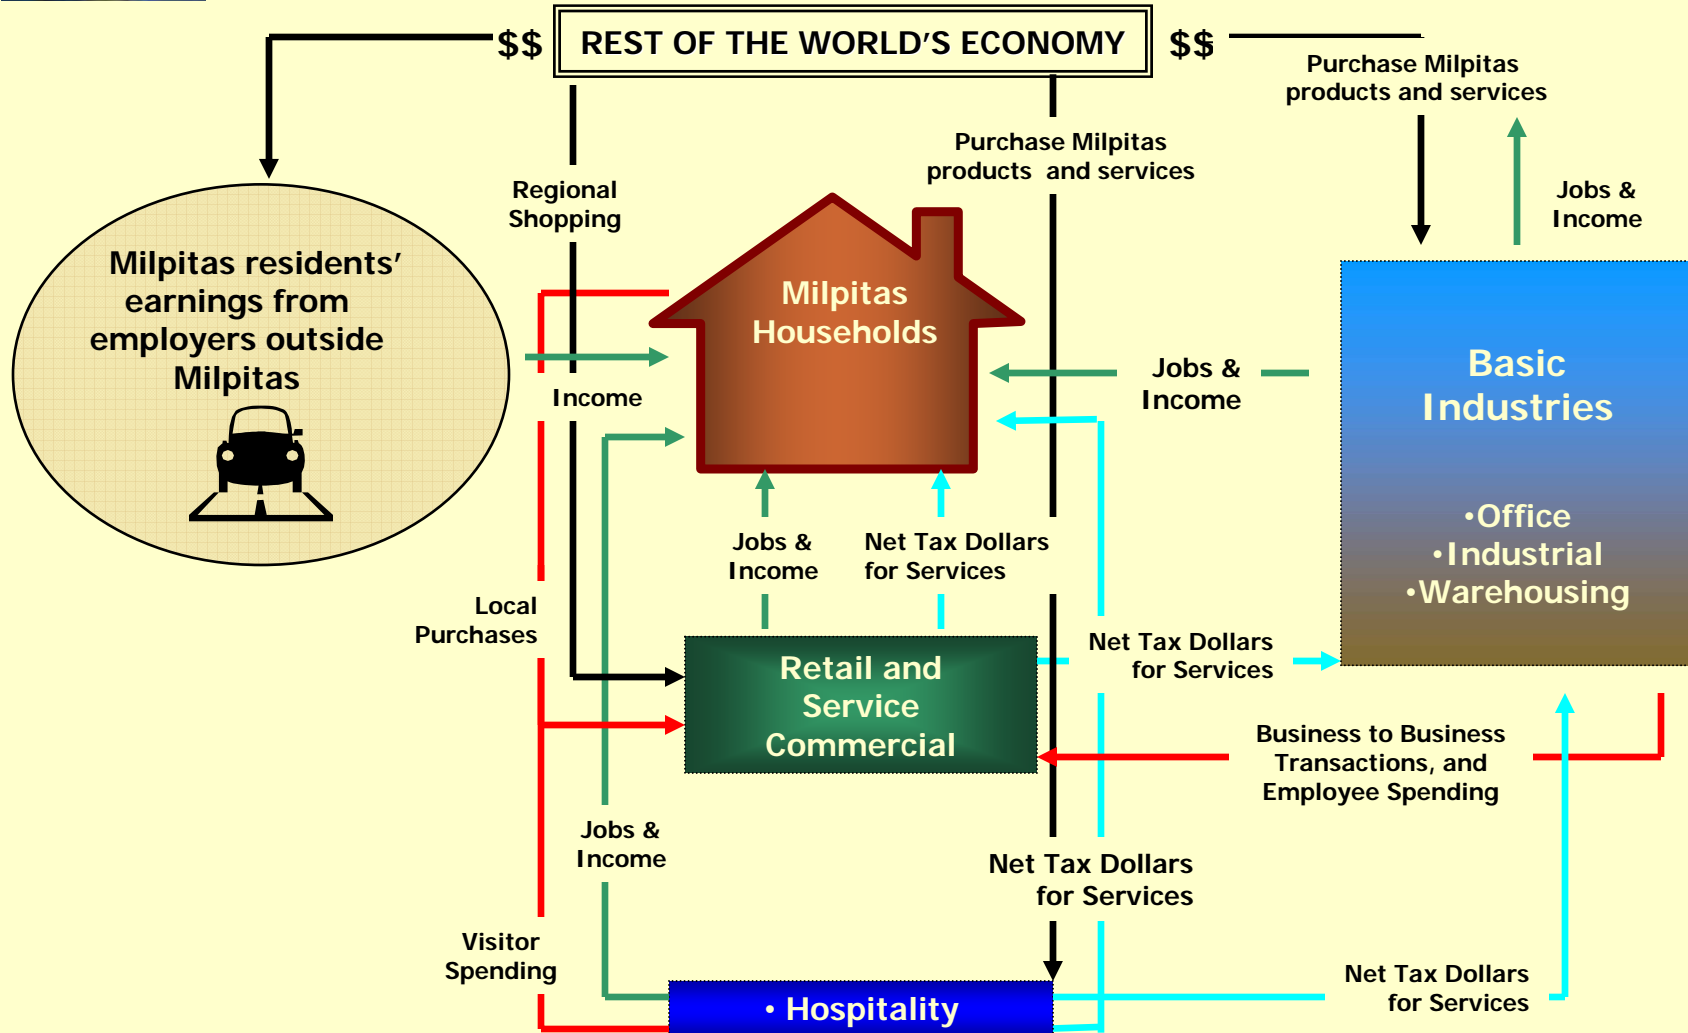 $$
REST OF THE WORLD'S ECONOMY
$$
Purchase Milpitas
products and services
Purchase Milpitas
products and services
Regional
Shopping
Jobs &
Income
Milpitas residents'
earnings from
employers outside
Milpitas
Milpitas
Households
Income
Jobs &
Income
Basic
Industries
•Office
•Industrial
•Warehousing
Jobs &
Income
Net Tax Dollars
for Services
Local
Purchases
Net Tax Dollars
for Services
Retail and
Service
Commercial
Business to Business
Transactions, and
Employee Spending
Jobs &
Income
Net Tax Dollars
for Services
Visitor
Spending
Net Tax Dollars
for Services
• Hospitality